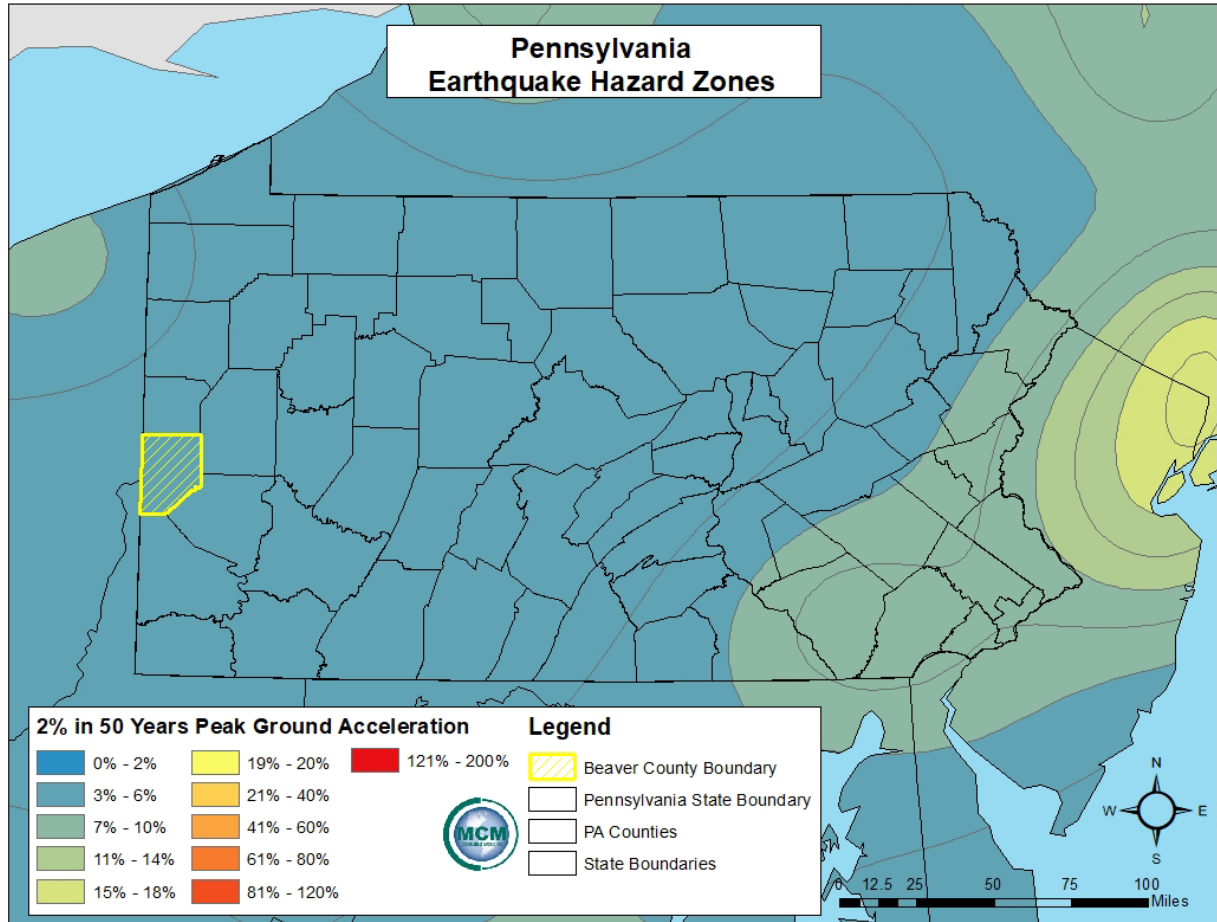 Pennsylvania
Earthquake Hazard Zones
2% in 50 Years Peak Ground Acceleration
0% - 2%
3% - 6%
7% - 10%
11% - 14%
15% - 18%
19% - 20%
21% - 40%
41% - 60%
61% - 80%
81% - 120%
121% - 200%
MCM
Legend
Beaver County Boundary
Pennsylvania State Boundary
PA Counties
State Boundaries
N
W E
S
0 12.5 25 50 75 100
Miles